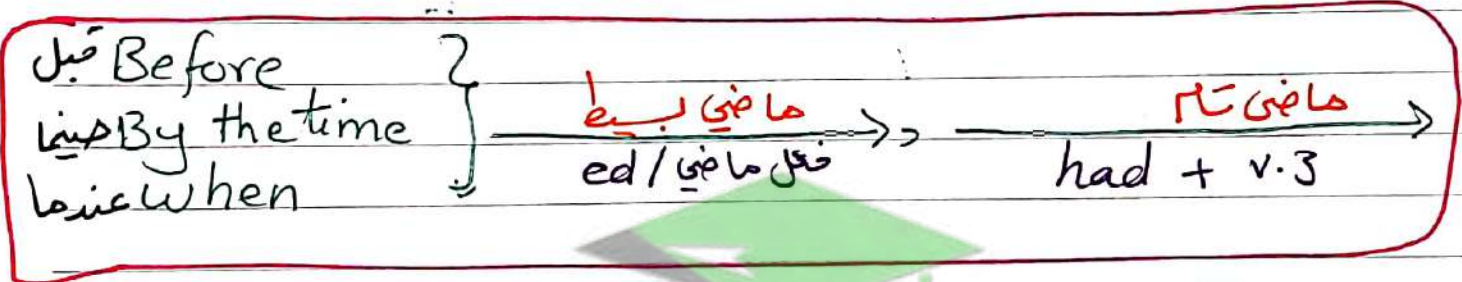 قبل Before
حينما By the time
عندما When
ماضي بسيط
فعل ماضي / ed
,
ماضي تام
had + v.3